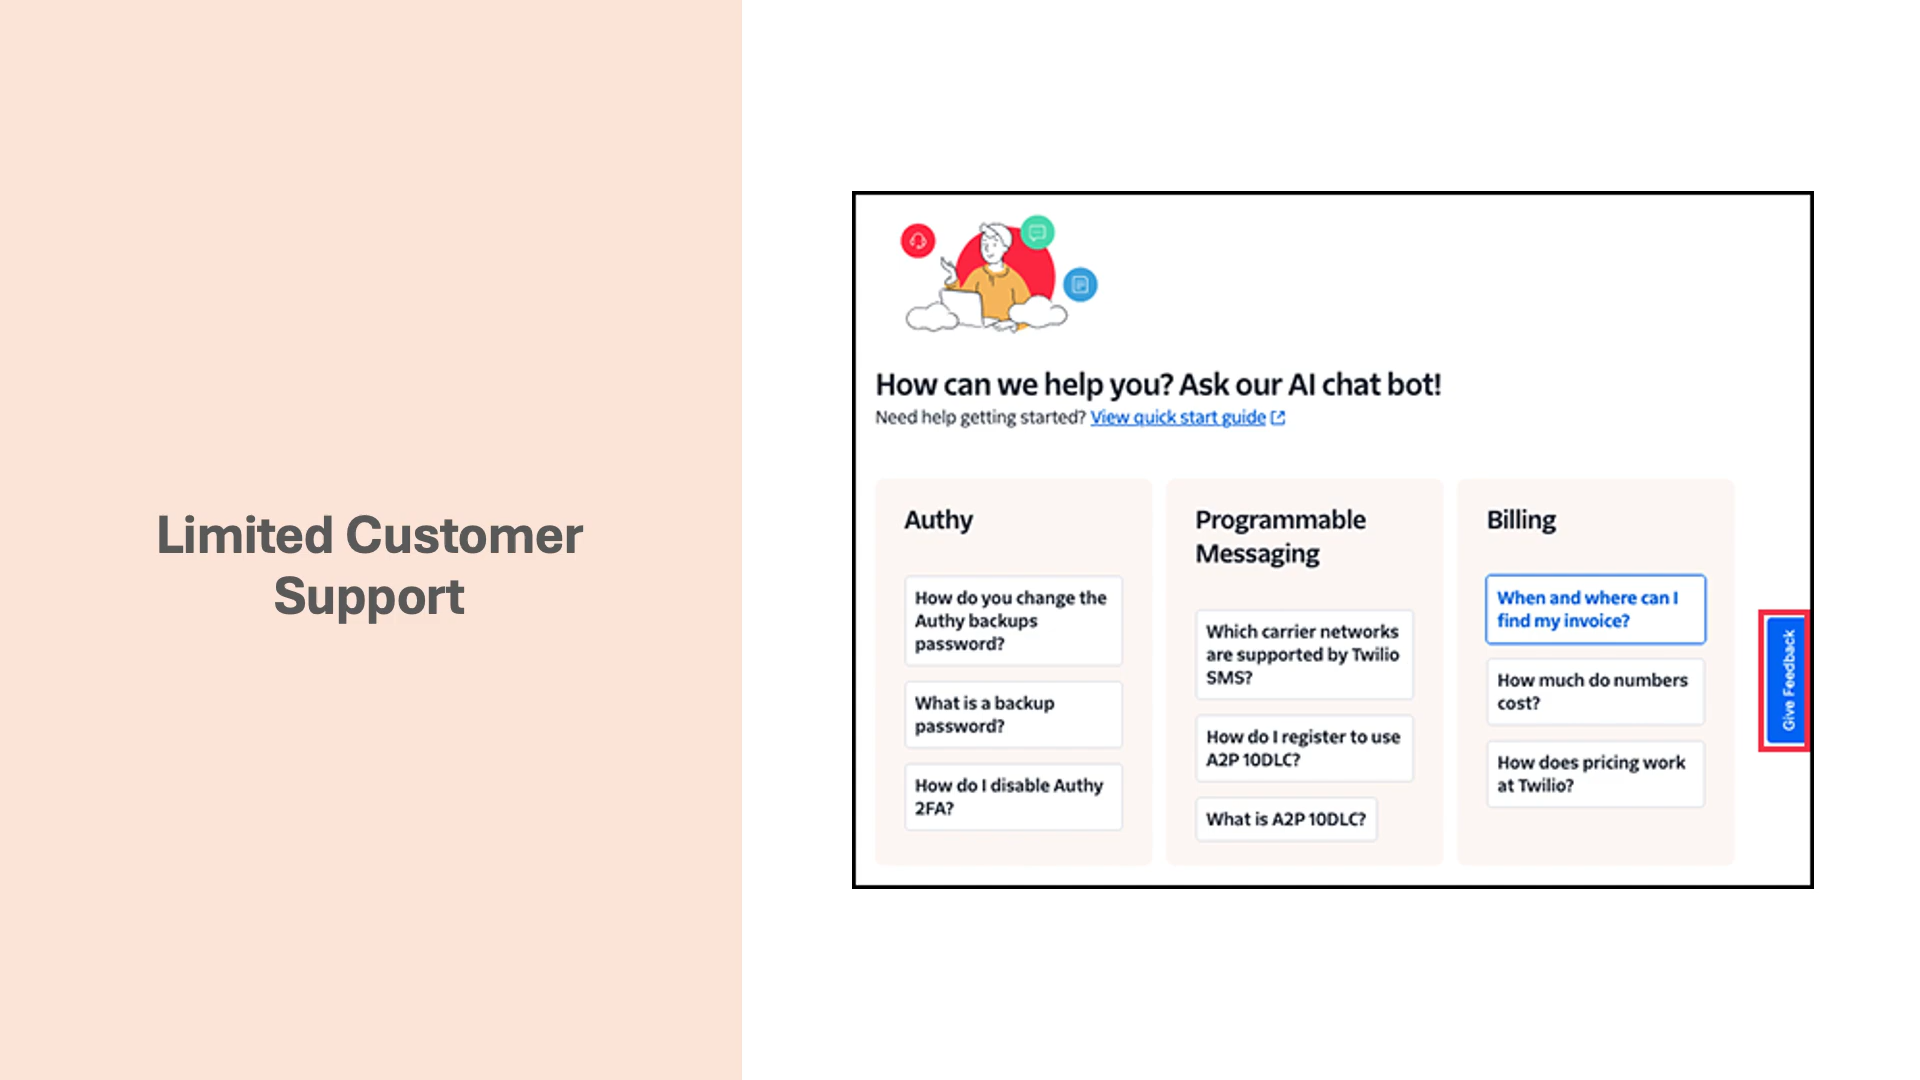 Limited Customer
Support
How can we help you? Ask our AI chat bot!
Need help getting started? View quick start guide
Authy
How do you change the
Authy backups
password?
What is a backup
password?
How do I disable Authy
2FA?
Programmable
Messaging
Which carrier networks
are supported by Twilio
SMS?
How do I register to use
A2P 10DLC?
What is A2P 10DLC?
Billing
When and where can I
find my invoice?
How much do numbers
cost?
How does pricing work
at Twilio?
Give Feedback